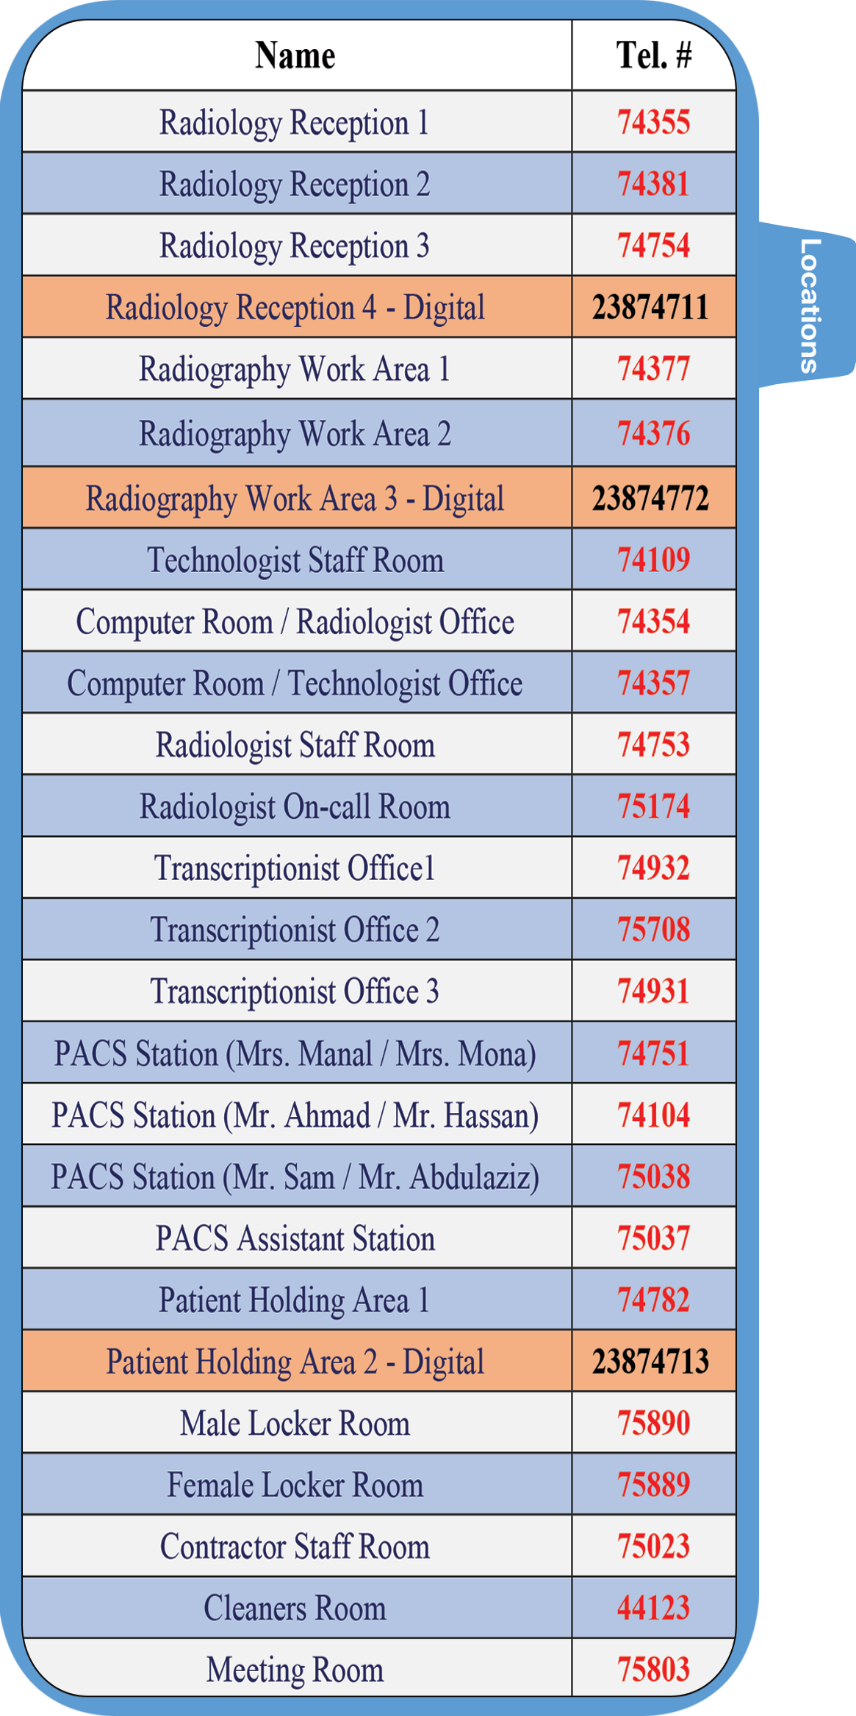 Name Tel. #
Radiology Reception 1 74355
Radiology Reception 2 74381
Radiology Reception 3 74754
Radiology Reception 4 - Digital 23874711
Radiography Work Area 1 74377
Radiography Work Area 2 74376
Radiography Work Area 3 - Digital 23874772
Technologist Staff Room 74109
Computer Room / Radiologist Office 74354
Computer Room / Technologist Office 74357
Radiologist Staff Room 74753
Radiologist On-call Room 75174
Transcriptionist Office1 74932
Transcriptionist Office 2 75708
Transcriptionist Office 3 74931
PACS Station (Mrs. Manal / Mrs. Mona) 74751
PACS Station (Mr. Ahmad / Mr. Hassan) 74104
PACS Station (Mr. Sam / Mr. Abdulaziz) 75038
PACS Assistant Station 75037
Patient Holding Area 1 74782
Patient Holding Area 2 - Digital 23874713
Male Locker Room 75890
Female Locker Room 75889
Contractor Staff Room 75023
Cleaners Room 44123
Meeting Room 75803
Locations